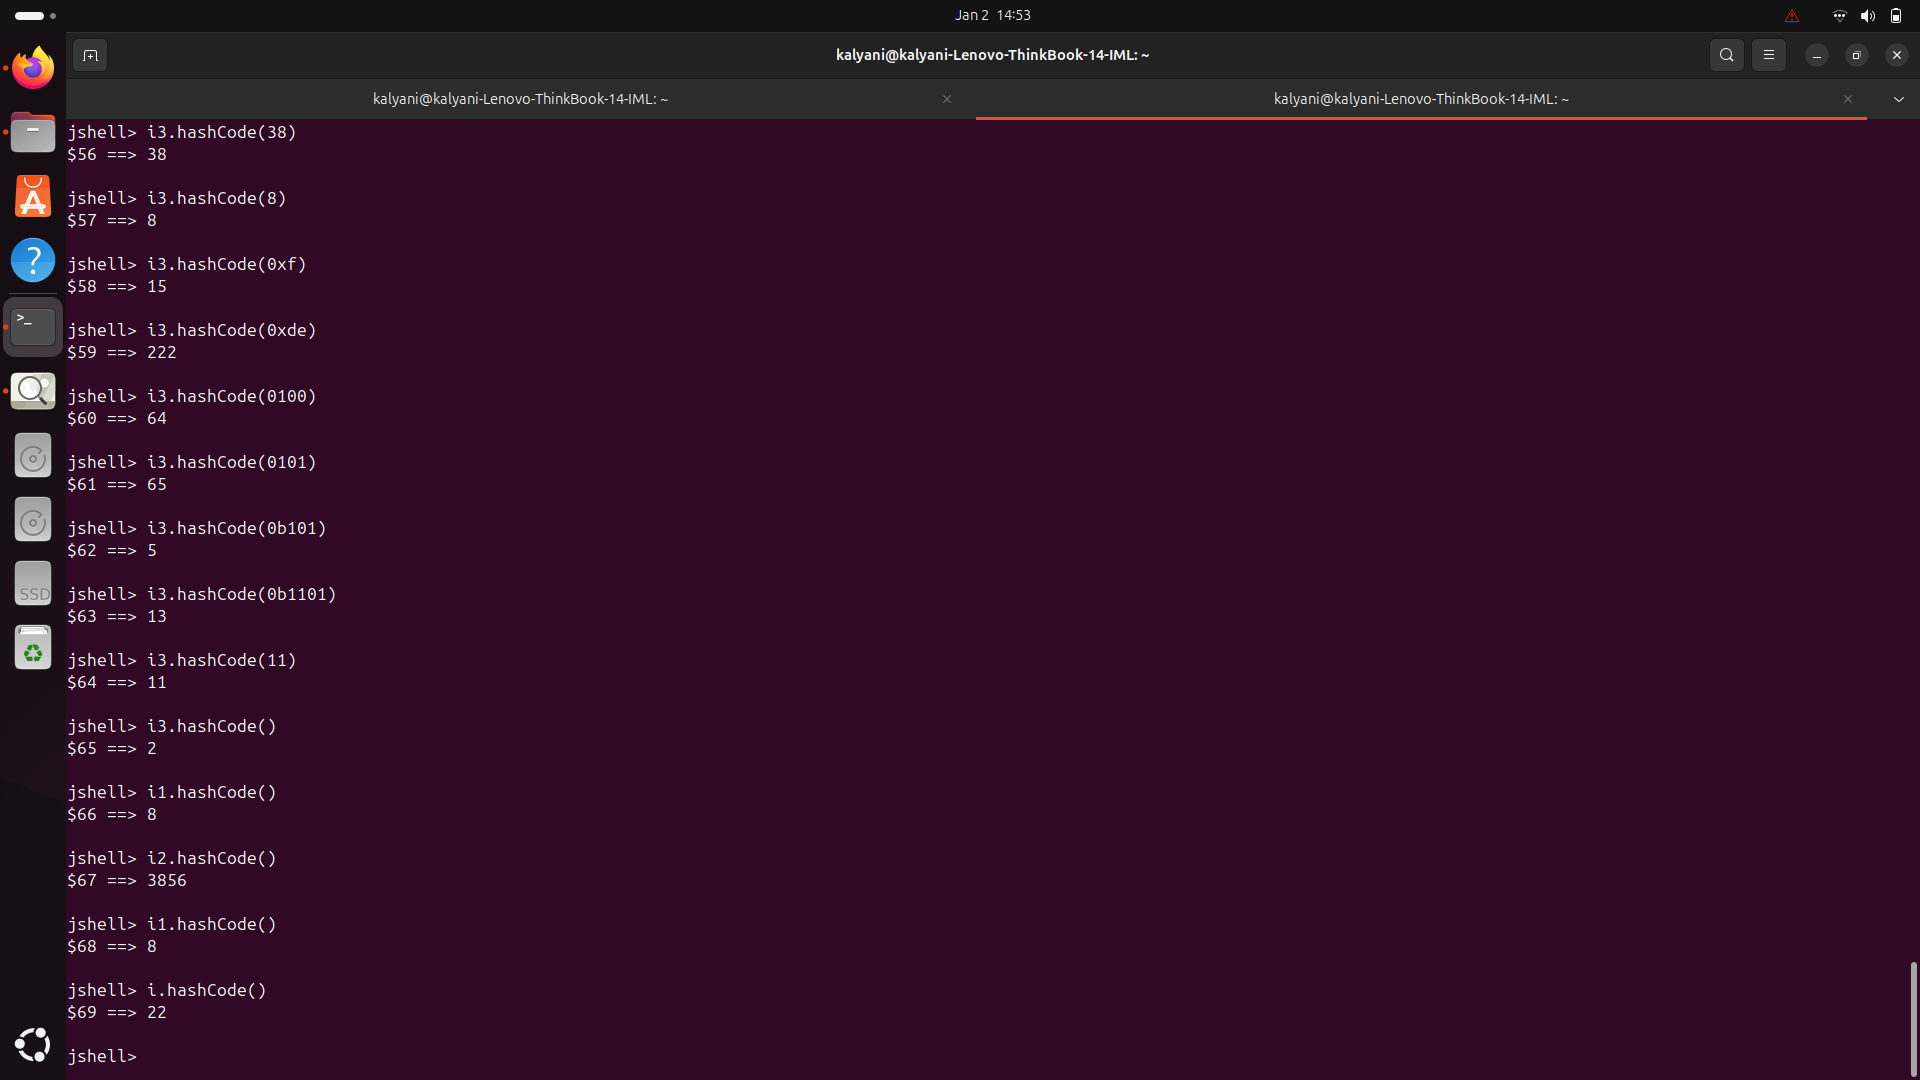 Jan 2 14:53
kalyani@kalyani-Lenovo-ThinkBook-14-IML: ~
kalyani@kalyani-Lenovo-ThinkBook-14-IML: ~
kalyani@kalyani-Lenovo-ThinkBook-14-IML: ~
jshell> i3.hashCode(38)
$56 ==> 38
jshell> i3.hashCode(8)
$57 ==> 8
jshell> i3.hashCode(0xf)
$58 ==> 15
jshell> i3.hashCode(0xde)
$59 ==> 222
jshell> i3.hashCode(0100)
$60 ==> 64
jshell> i3.hashCode(0101)
$61 ==> 65
jshell> i3.hashCode(0b101)
$62 ==> 5
jshell> i3.hashCode(0b1101)
$63 ==> 13
jshell> i3.hashCode(11)
$64 ==> 11
jshell> i3.hashCode()
$65 ==> 2
jshell> i1.hashCode()
$66 ==> 8
jshell> i2.hashCode()
$67 ==> 3856
jshell> i1.hashCode()
$68 ==> 8
jshell> i.hashCode()
$69 ==> 22
jshell>
SSD